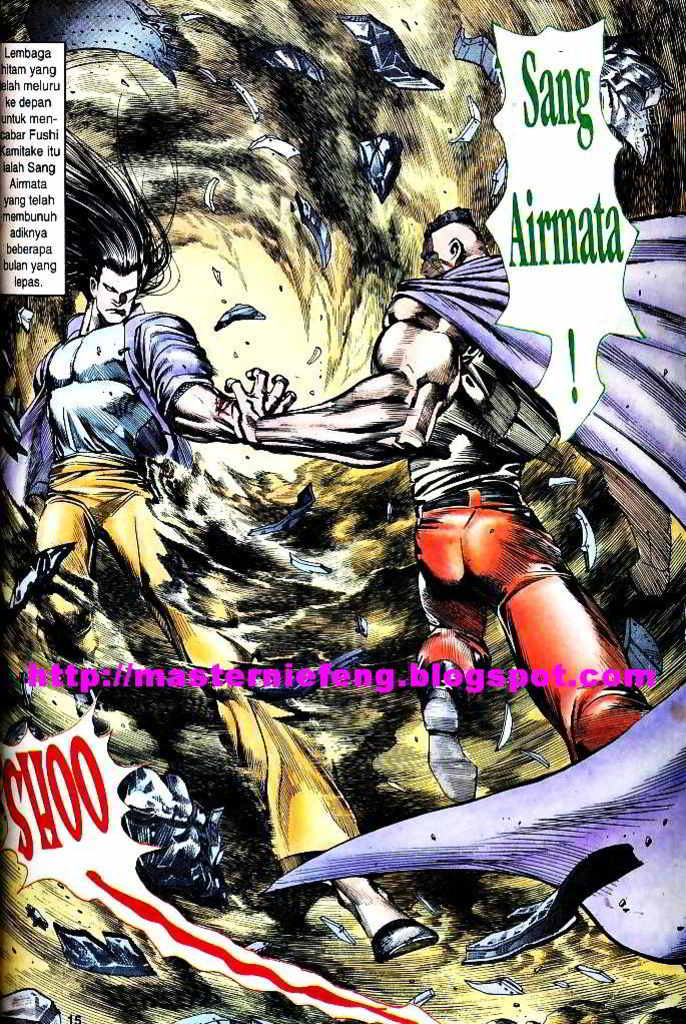 Lembaga
hitam yang
elah meluru
ke depan
untuk men-
cabar Fushi
Kamitake itu
ialah Sang
Airmata
yang telah
membunuh
adiknya
beberapa
bulan yang
lepas.
Sang
Airmata
!
http://masterniefeng.blogspot.com
SHOO
15